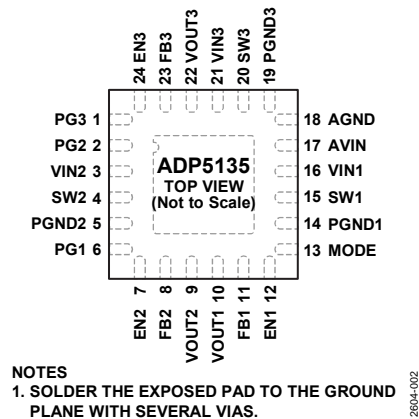 24 EN3
23 FB3
22 VOUT3
21 VIN3
20 SW3
19 PGND3
PG3 1
PG2 2
VIN2 3
SW2 4
PGND2 5
PG1 6
ADP5135
TOP VIEW
(Not to Scale)
18 AGND
17 AVIN
16 VIN1
15 SW1
14 PGND1
13 MODE
EN2 7
FB2 8
VOUT2 9
VOUT1 10
FB1 11
EN1 12
NOTES
1. SOLDER THE EXPOSED PAD TO THE GROUND
PLANE WITH SEVERAL VIAS.
2604-002